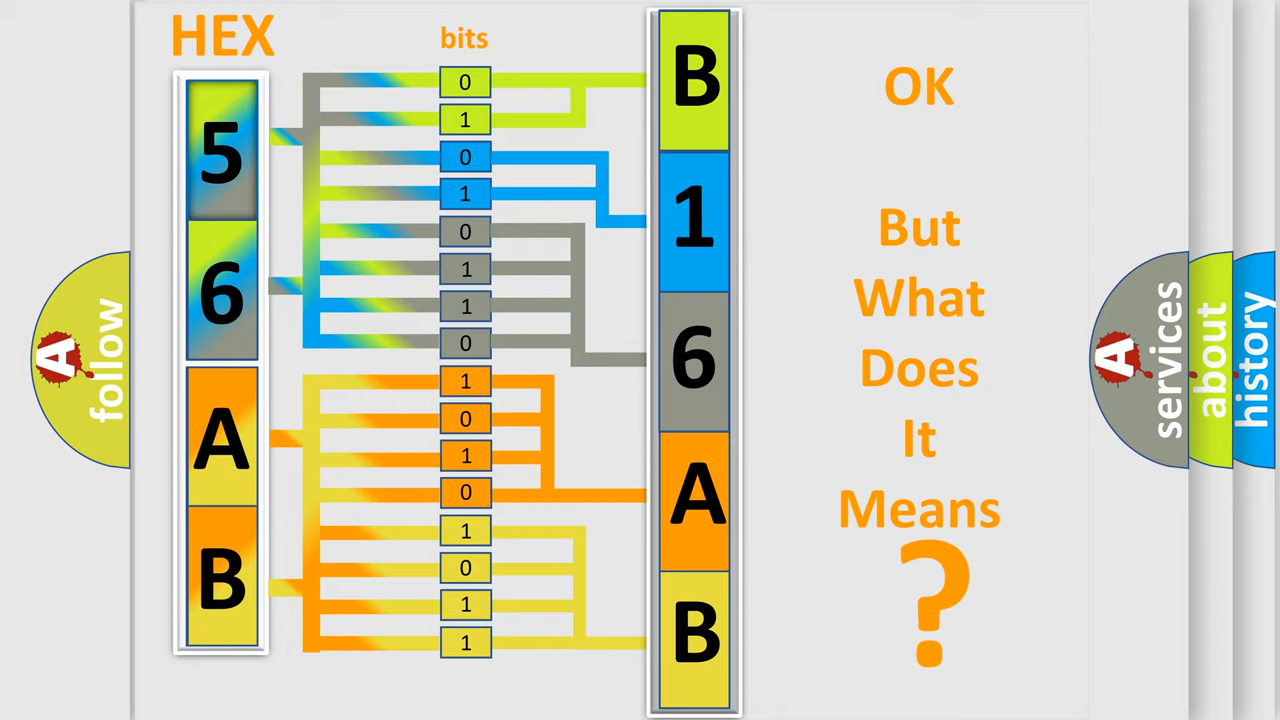 HEX
bits
5
6
A
B
0
1
0
1
0
1
1
0
1
0
1
0
1
0
1
1
B
1
6
A
B
OK
But
What
Does
It
Means
?
A
follow
A
services
about
history